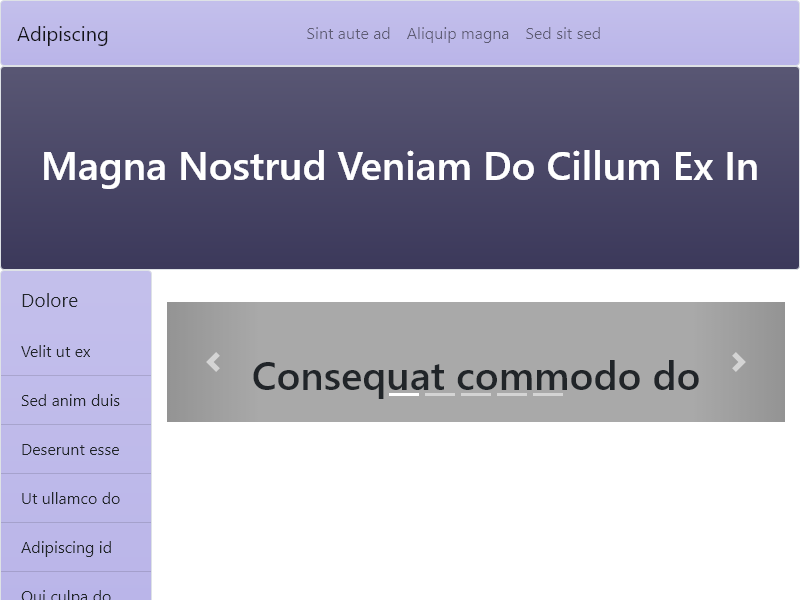 Adipiscing
Sint aute ad Aliquip magna Sed sit sed
Magna Nostrud Veniam Do Cillum Ex In
Dolore
Velit ut ex
Sed anim duis
Deserunt esse
Ut ullamco do
Adipiscing id
Qui culpa do
Consequat commodo do